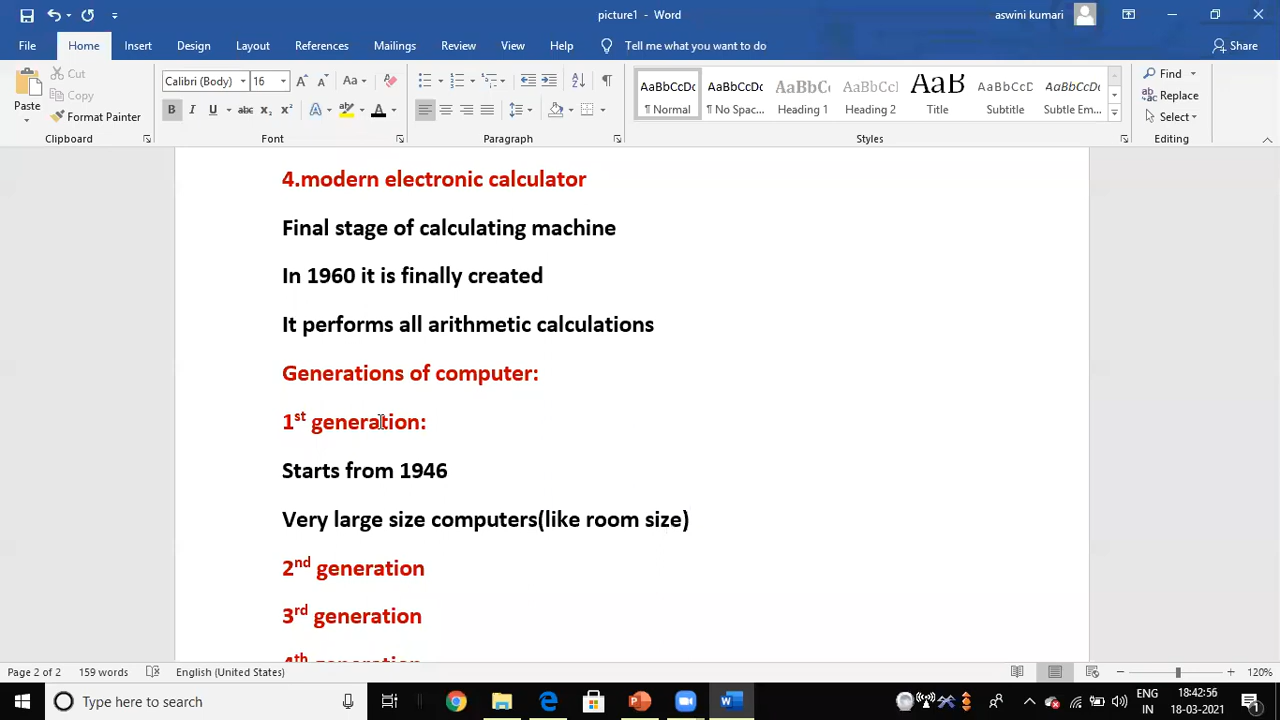 picture1 - Word
aswini kumari
File Home Insert Design Layout References Mailings Review View Help Tell me what you want to do Share
Paste
Cut
Copy
Format Painter
Clipboard
Calibri (Body) 16
Font
Paragraph
AaBbCcDc ¶ Normal
AaBbCcDc ¶ No Spac...
AaBbC Heading 1
AaBbCcl Heading 2
AaB Title
AaBbCcD Subtitle
AaBbCcDc Subtle Em...
Styles
Find
Replace
Select
Editing
4.modern electronic calculator
Final stage of calculating machine
In 1960 it is finally created
It performs all arithmetic calculations
Generations of computer:
1st generation:
Starts from 1946
Very large size computers(like room size)
2nd generation
3rd generation
4th generation
Page 2 of 2 159 words English (United States) 120%
Type here to search
ENG
IN
18:42:56
18-03-2021